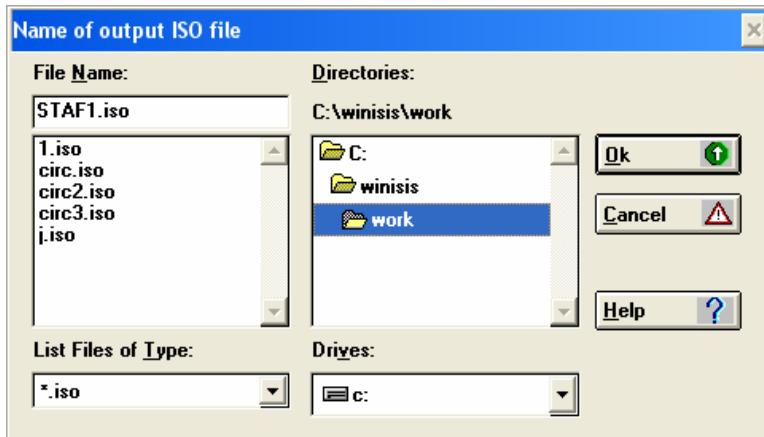 Name of output ISO file
File Name:
STAF1.iso
1.iso
circ.iso
circ2.iso
circ3.iso
j.iso
List Files of Type:
*.iso
Directories:
C:\winisis\work
C:
winisis
work
Drives:
c:
Ok
Cancel
Help